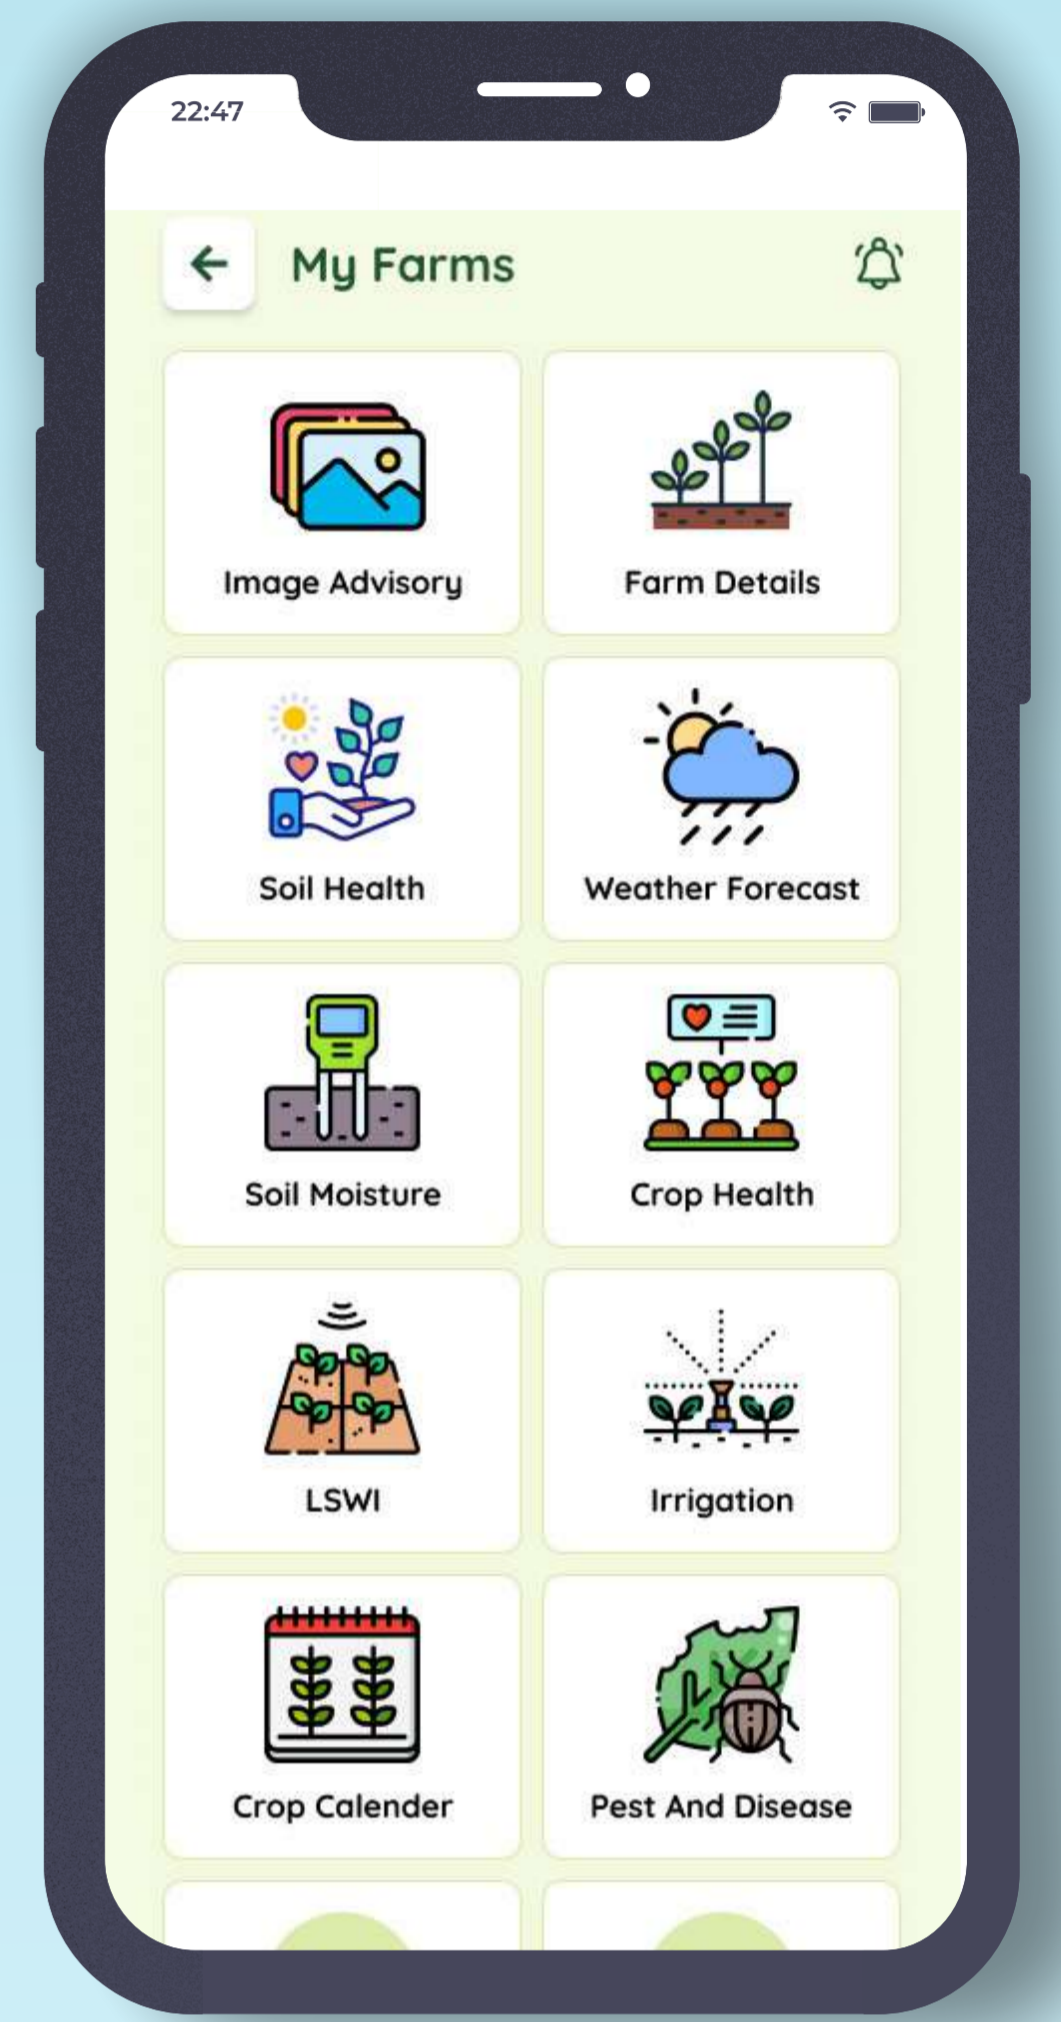 22:47
My Farms
Image Advisory
Farm Details
Soil Health
Weather Forecast
Soil Moisture
Crop Health
LSWI
Irrigation
Crop Calender
Pest And Disease